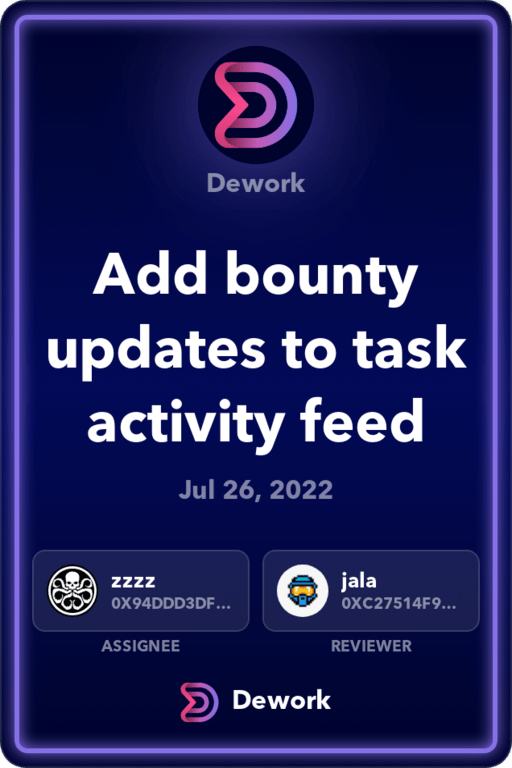 Dework
Add bounty
updates to task
activity feed
Jul 26, 2022
zzzz
0X94DDD3DF...
ASSIGNEE
jala
0XC27514F9...
REVIEWER
Dework